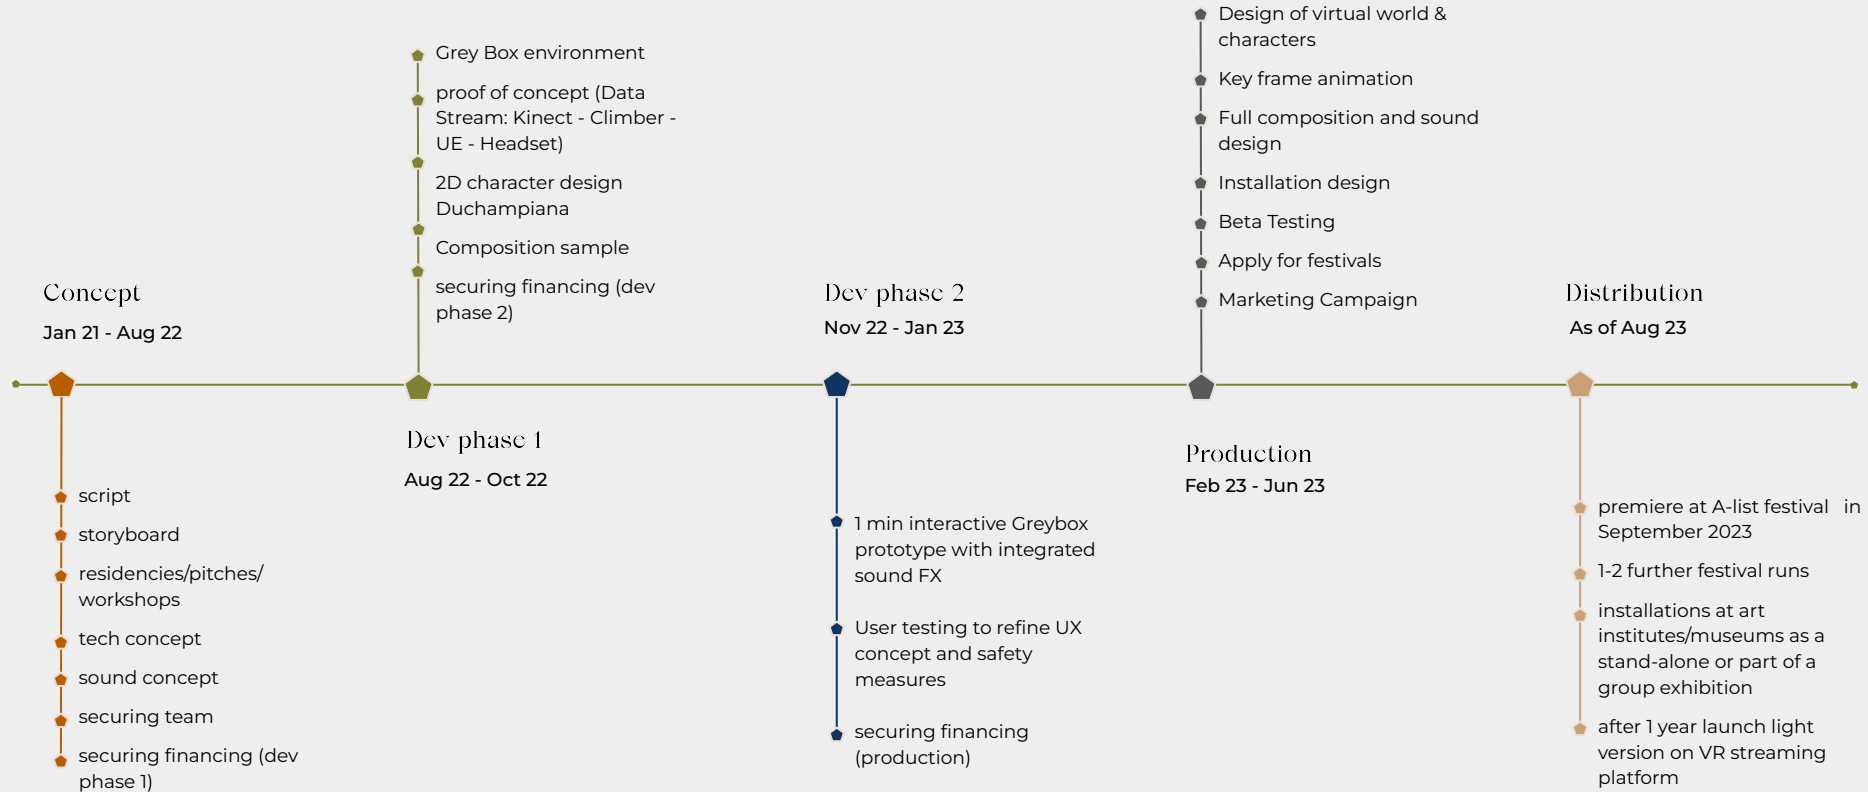 Concept
Jan 21 - Aug 22
script
storyboard
residencies/pitches/
workshops
tech concept
sound concept
securing team
securing financing (dev
phase 1)
Grey Box environment
proof of concept (Data
Stream: Kinect - Climber -
UE - Headset)
2D character design
Duchampiana
Composition sample
securing financing (dev
phase 2)
Dev phase 1
Aug 22 - Oct 22
Dev phase 2
Nov 22 - Jan 23
1 min interactive Greybox
prototype with integrated
sound FX
User testing to refine UX
concept and safety
measures
securing financing
(production)
Design of virtual world &
characters
Key frame animation
Full composition and sound
design
Installation design
Beta Testing
Apply for festivals
Marketing Campaign
Production
Feb 23 - Jun 23
Distribution
As of Aug 23
premiere at A-list festival in
September 2023
1-2 further festival runs
installations at art
institutes/museums as a
stand-alone or part of a
group exhibition
after 1 year launch light
version on VR streaming
platform